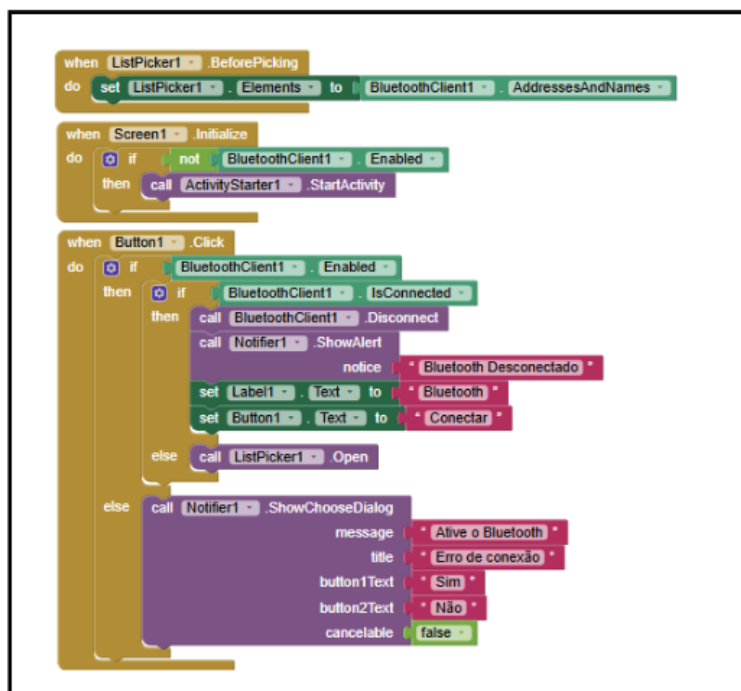 when ListPicker1 .BeforePicking
do set ListPicker1 . Elements to BluetoothClient1 . AddressesAndNames
when Screen1 .Initialize
do if not BluetoothClient1 . Enabled
then call ActivityStarter1 .StartActivity
when Button1 .Click
do if BluetoothClient1 . Enabled
then if BluetoothClient1 . IsConnected
then call BluetoothClient1 .Disconnect
call Notifier1 .ShowAlert
notice " Bluetooth Desconectado "
set Label1 . Text to " Bluetooth "
set Button1 . Text to " Conectar "
else call ListPicker1 .Open
else call Notifier1 .ShowChooseDialog
message " Ative o Bluetooth "
title " Erro de conexão "
button1Text " Sim "
button2Text " Não "
cancelable false